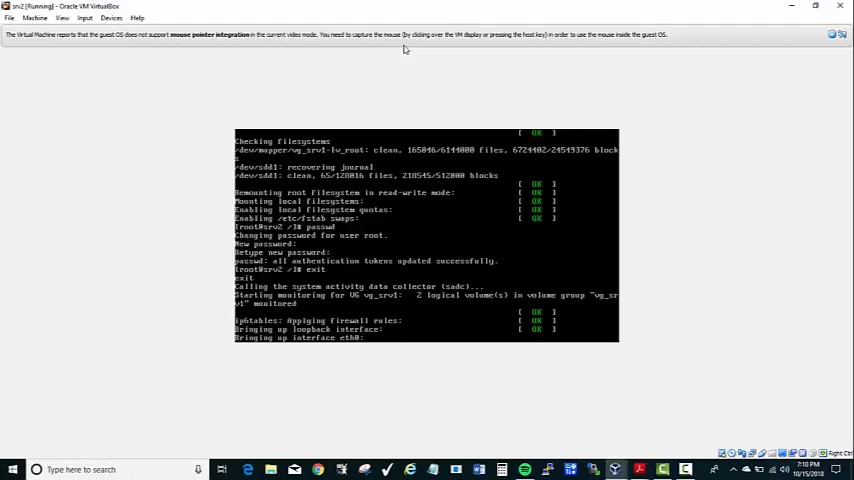 srv2 [Running] - Oracle VM VirtualBox
File Machine View Input Devices Help
The Virtual Machine reports that the guest OS does not support mouse pointer integration in the current video mode. You need to capture the mouse (by clicking over the VM display or pressing the host key) in order to use the mouse inside the guest OS.
[ OK ]
Checking filesystems
/dev/mapper/vg_srv1-lv_root: clean, 165046/6144000 files, 6724402/24549376 block
s
/dev/sdd1: recovering journal
/dev/sdd1: clean, 65/128016 files, 218545/512000 blocks
[ OK ]
Remounting root filesystem in read-write mode: [ OK ]
Mounting local filesystems: [ OK ]
Enabling local filesystem quotas: [ OK ]
Enabling /etc/fstab swaps: [ OK ]
[root@srv2 /]# passwd
Changing password for user root.
New password:
Retype new password:
passwd: all authentication tokens updated successfully.
[root@srv2 /]# exit
exit
Calling the system activity data collector (sadc)...
Starting monitoring for VG vg_srv1: 2 logical volume(s) in volume group "vg_sr
v1" monitored
[ OK ]
ip6tables: Applying firewall rules: [ OK ]
Bringing up loopback interface: [ OK ]
Bringing up interface eth0:
Right Ctrl
Type here to search
7:10 PM
10/15/2018